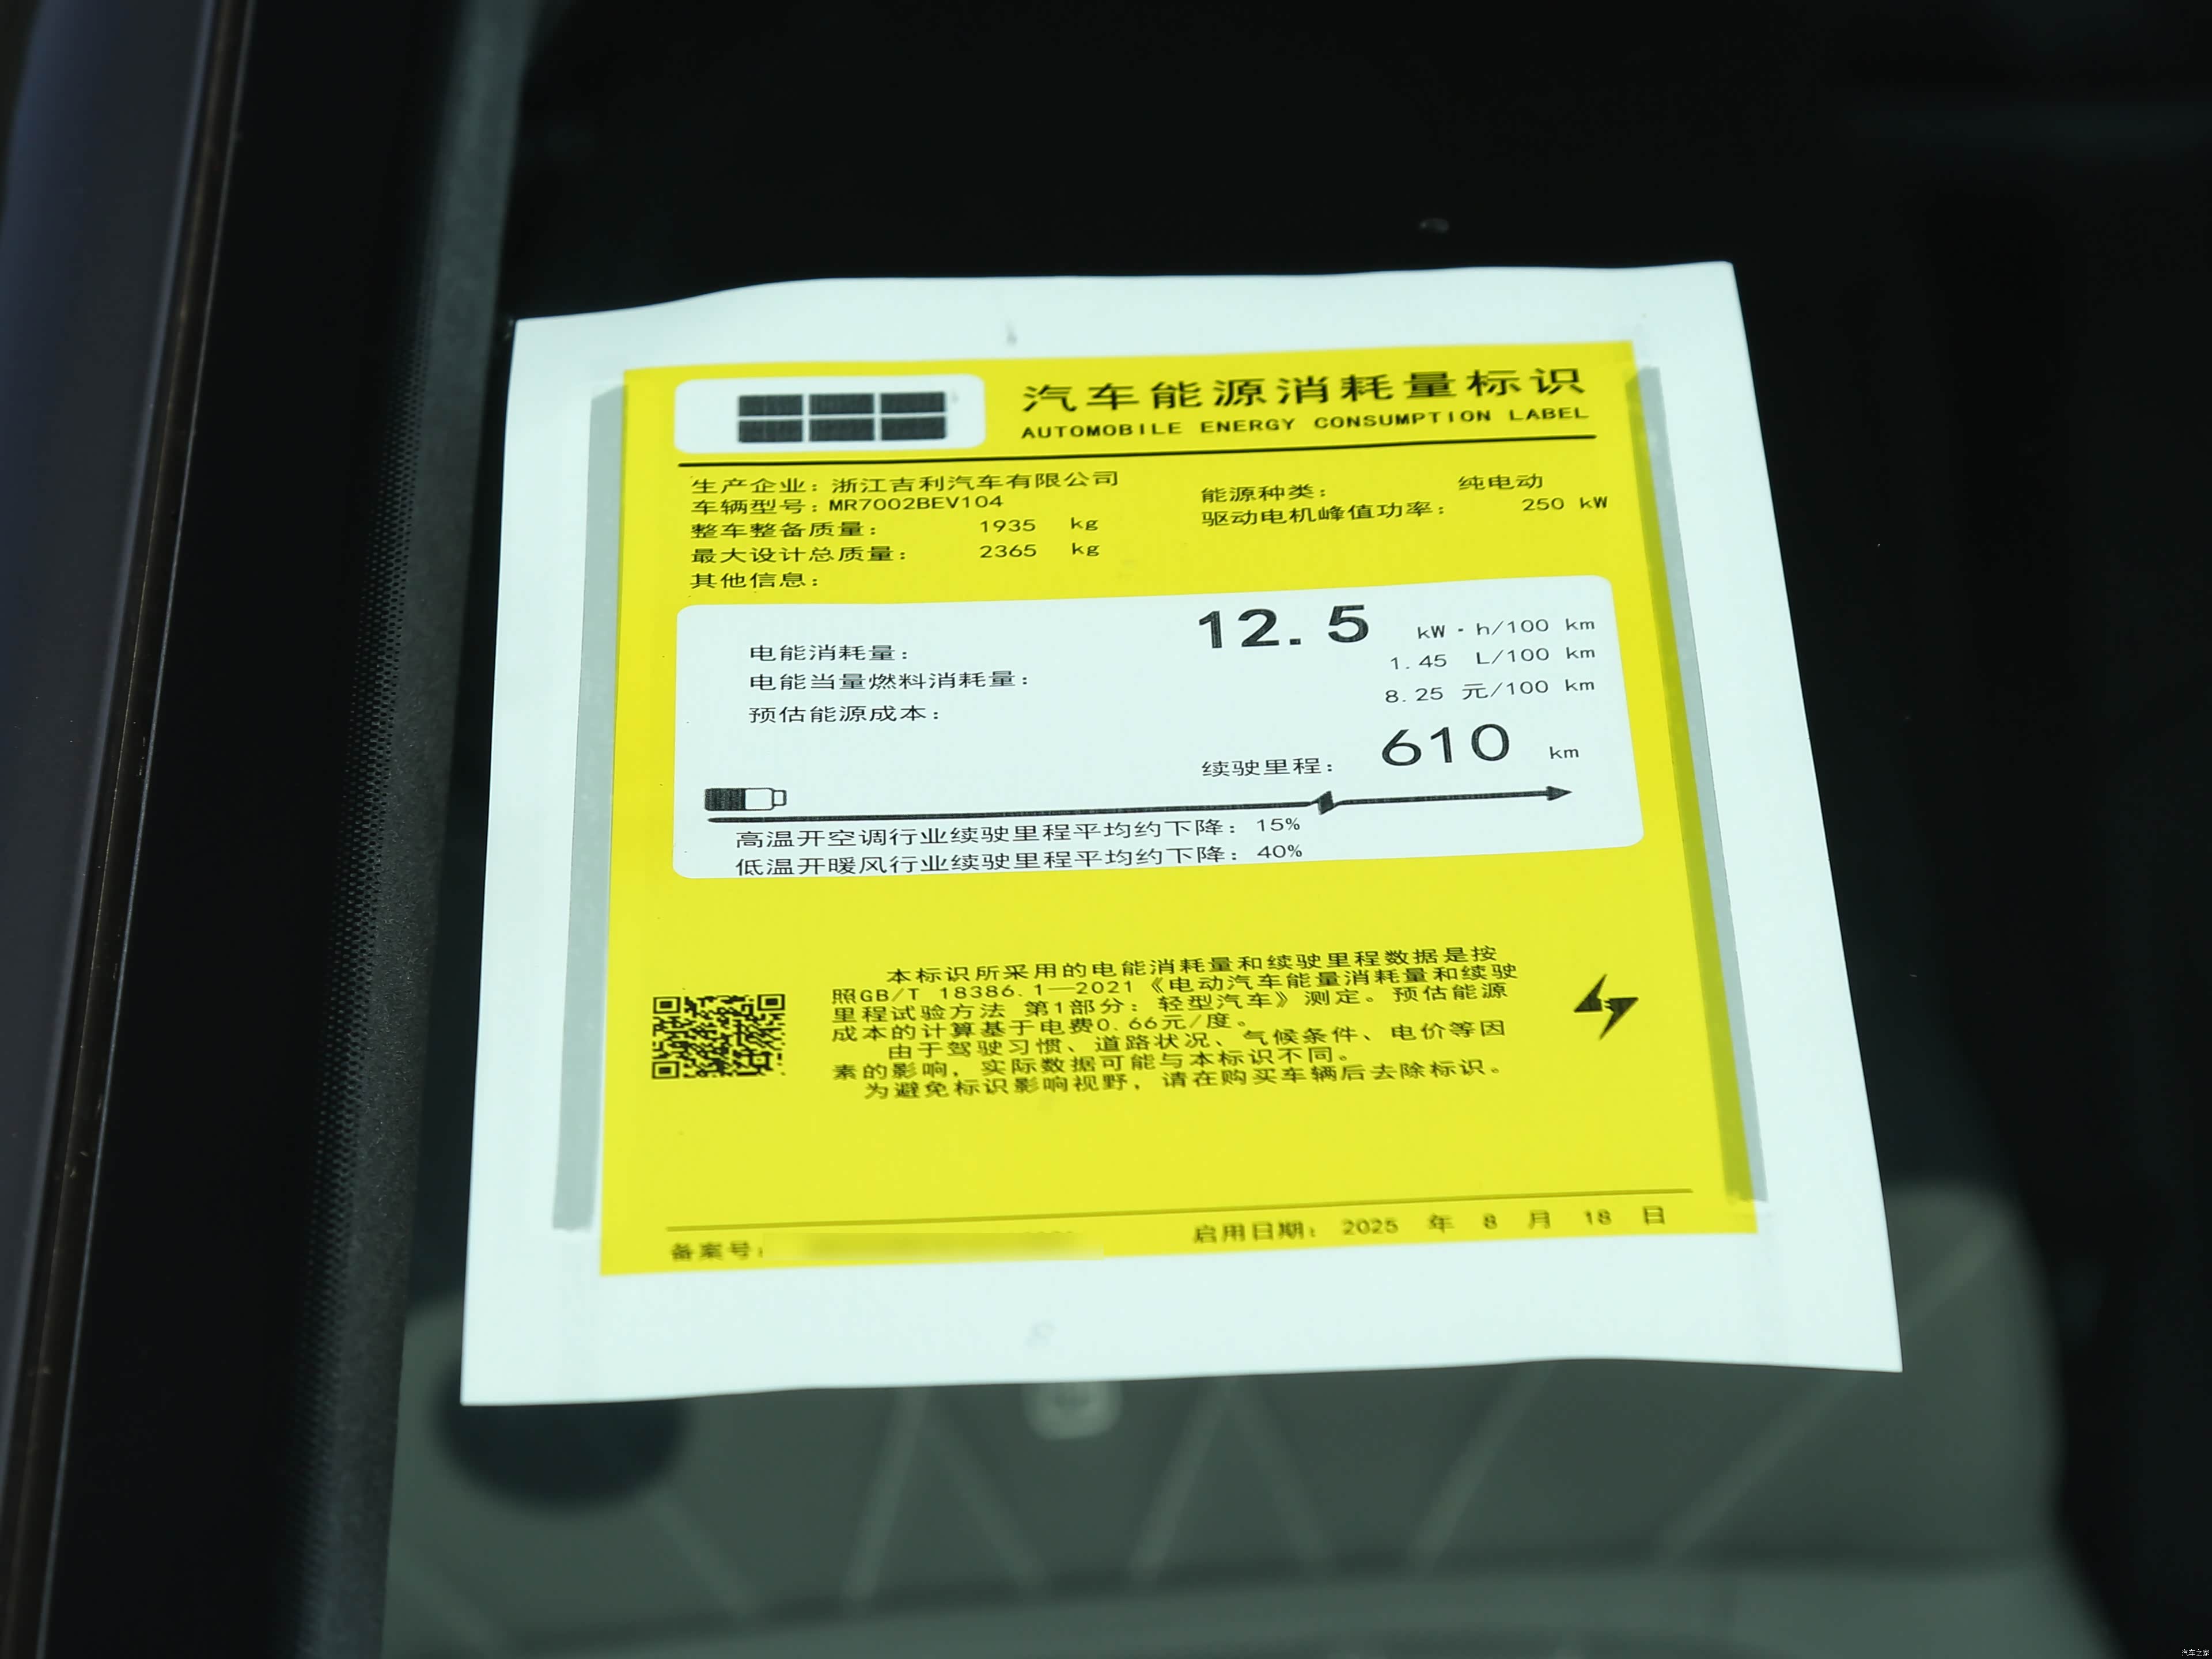 汽车能源消耗量标识
AUTOMOBILE ENERGY CONSUMPTION LABEL
生产企业：浙江吉利汽车有限公司
车辆型号：MR7002BEV104
整车整备质量： 1935 kg
最大设计总质量： 2365 kg
其他信息：
能源种类： 纯电动
驱动电机峰值功率： 250 kW
电能消耗量： 12.5 kW·h/100 km
电能当量燃料消耗量： 1.45 L/100 km
预估能源成本： 8.25 元/100 km
续驶里程： 610 km
高温开空调行业续驶里程平均约下降：15%
低温开暖风行业续驶里程平均约下降：40%
本标识所采用的电能消耗量和续驶里程数据是按
照GB/T 18386.1—2021《电动汽车能量消耗量和续驶
里程试验方法 第1部分：轻型汽车》测定。预估能源
成本的计算基于电费0.66元/度。
由于驾驶习惯、道路状况、气候条件、电价等因
素的影响，实际数据可能与本标识不同。
为避免标识影响视野，请在购买车辆后去除标识。
备案号：
启用日期： 2025 年 8 月 18 日
汽车之家